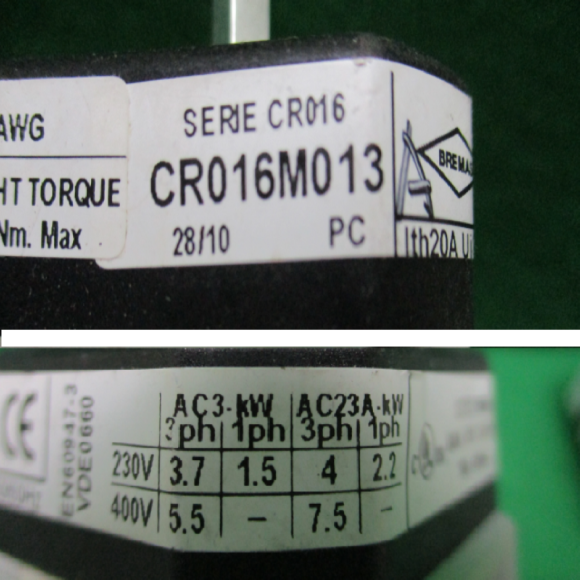 AWG
HT TORQUE
Nm. Max
SERIE CR016
CR016M013
28/10 PC
BREMA
Ith20A Ui
CE
EN60947-3
VDE0660
AC3-kW AC23A-kW
3ph 1ph 3ph 1ph
230V 3.7 1.5 4 2.2
400V 5.5 – 7.5 –